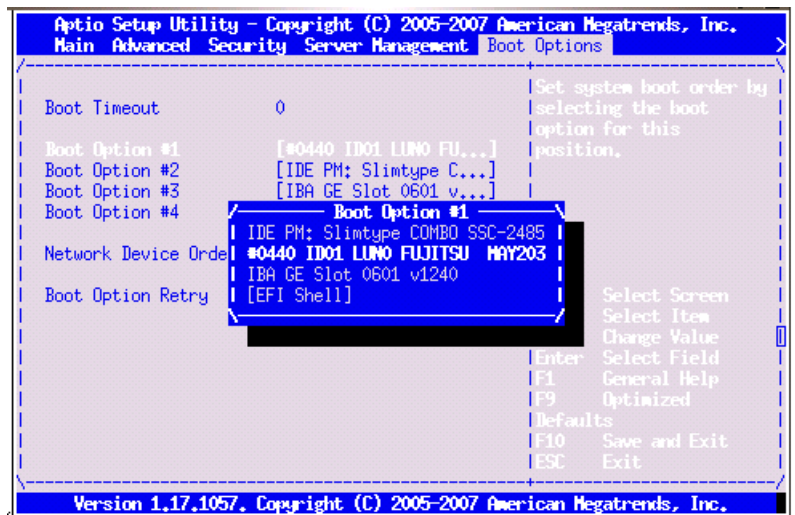 Aptio Setup Utility – Copyright (C) 2005-2007 American Megatrends, Inc.
Main Advanced Security Server Management Boot Options >
Set system boot order by
Boot Timeout 0 selecting the boot
option for this
Boot Option #1 [#0440 ID01 LUN0 FU...] position.
Boot Option #2 [IDE PM: Slimtype C...]
Boot Option #3 [IBA GE Slot 0601 v...]
Boot Option #4
Boot Option #1
IDE PM: Slimtype COMBO SSC-2485
Network Device Orde #0440 ID01 LUN0 FUJITSU MAY203
IBA GE Slot 0601 v1240
Boot Option Retry [EFI Shell] Select Screen
Select Item
Change Value
Enter Select Field
F1 General Help
F9 Optimized
Defaults
F10 Save and Exit
ESC Exit
Version 1.17.1057. Copyright (C) 2005-2007 American Megatrends, Inc.